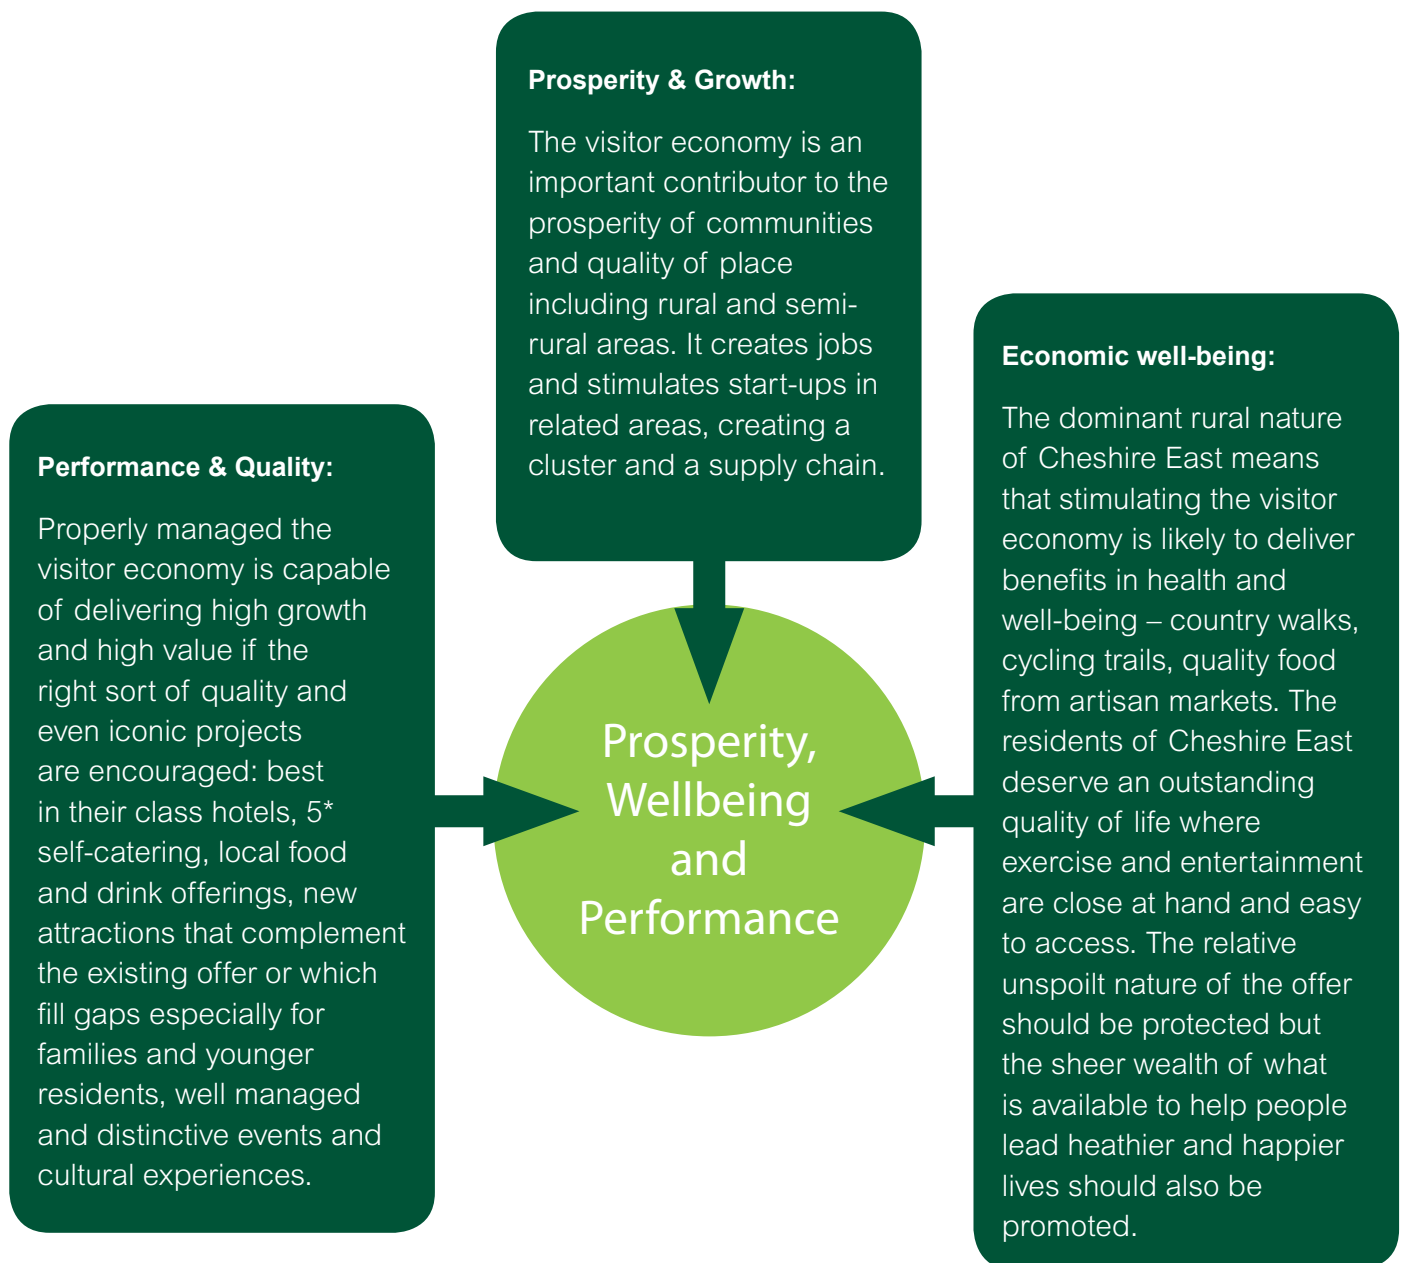 Prosperity & Growth:
The visitor economy is an
important contributor to the
prosperity of communities
and quality of place
including rural and semi-
rural areas. It creates jobs
and stimulates start-ups in
related areas, creating a
cluster and a supply chain.
Performance & Quality:
Properly managed the
visitor economy is capable
of delivering high growth
and high value if the
right sort of quality and
even iconic projects
are encouraged: best
in their class hotels, 5*
self-catering, local food
and drink offerings, new
attractions that complement
the existing offer or which
fill gaps especially for
families and younger
residents, well managed
and distinctive events and
cultural experiences.
Prosperity,
Wellbeing
and
Performance
Economic well-being:
The dominant rural nature
of Cheshire East means
that stimulating the visitor
economy is likely to deliver
benefits in health and
well-being – country walks,
cycling trails, quality food
from artisan markets. The
residents of Cheshire East
deserve an outstanding
quality of life where
exercise and entertainment
are close at hand and easy
to access. The relative
unspoilt nature of the offer
should be protected but
the sheer wealth of what
is available to help people
lead heathier and happier
lives should also be
promoted.